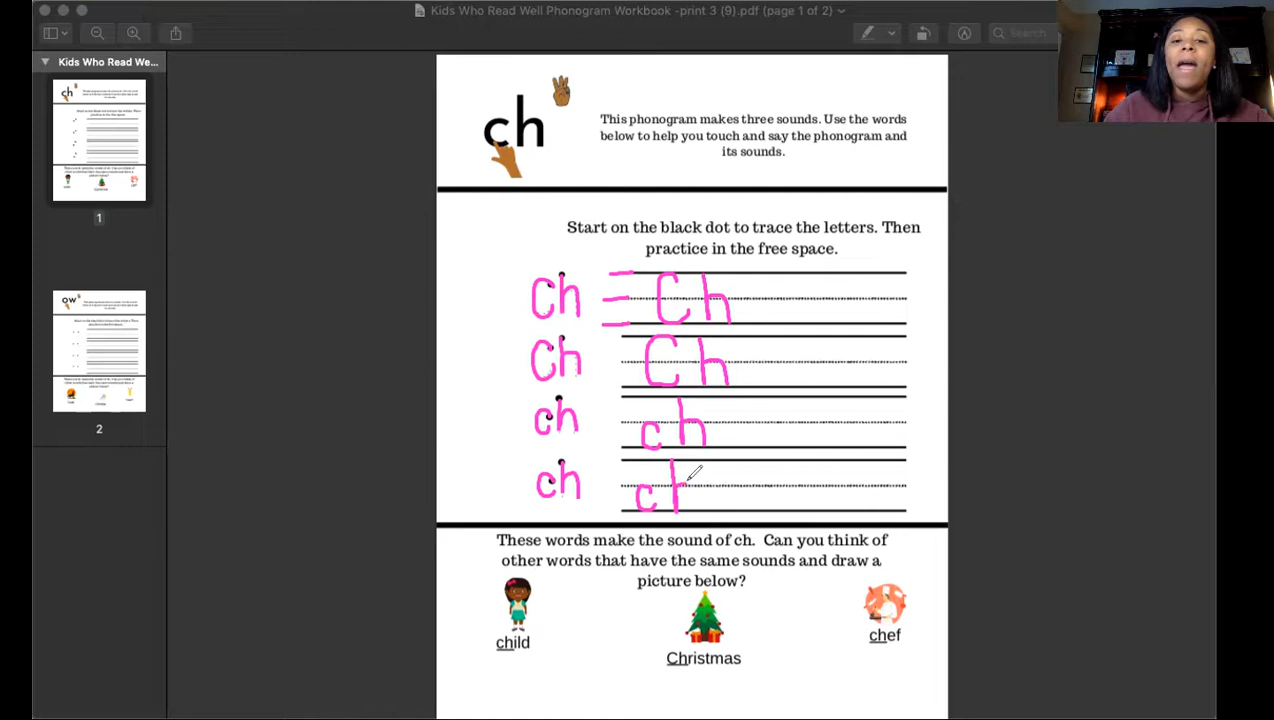 Kids Who Read Well Phonogram Workbook -print 3 (9).pdf (page 1 of 2)
Search
Kids Who Read We...
1
ow
2
ch
This phonogram makes three sounds. Use the words
below to help you touch and say the phonogram and
its sounds.
Start on the black dot to trace the letters. Then
practice in the free space.
Ch Ch
Ch Ch
ch ch
ch ch
These words make the sound of ch. Can you think of
other words that have the same sounds and draw a
picture below?
child
Christmas
chef